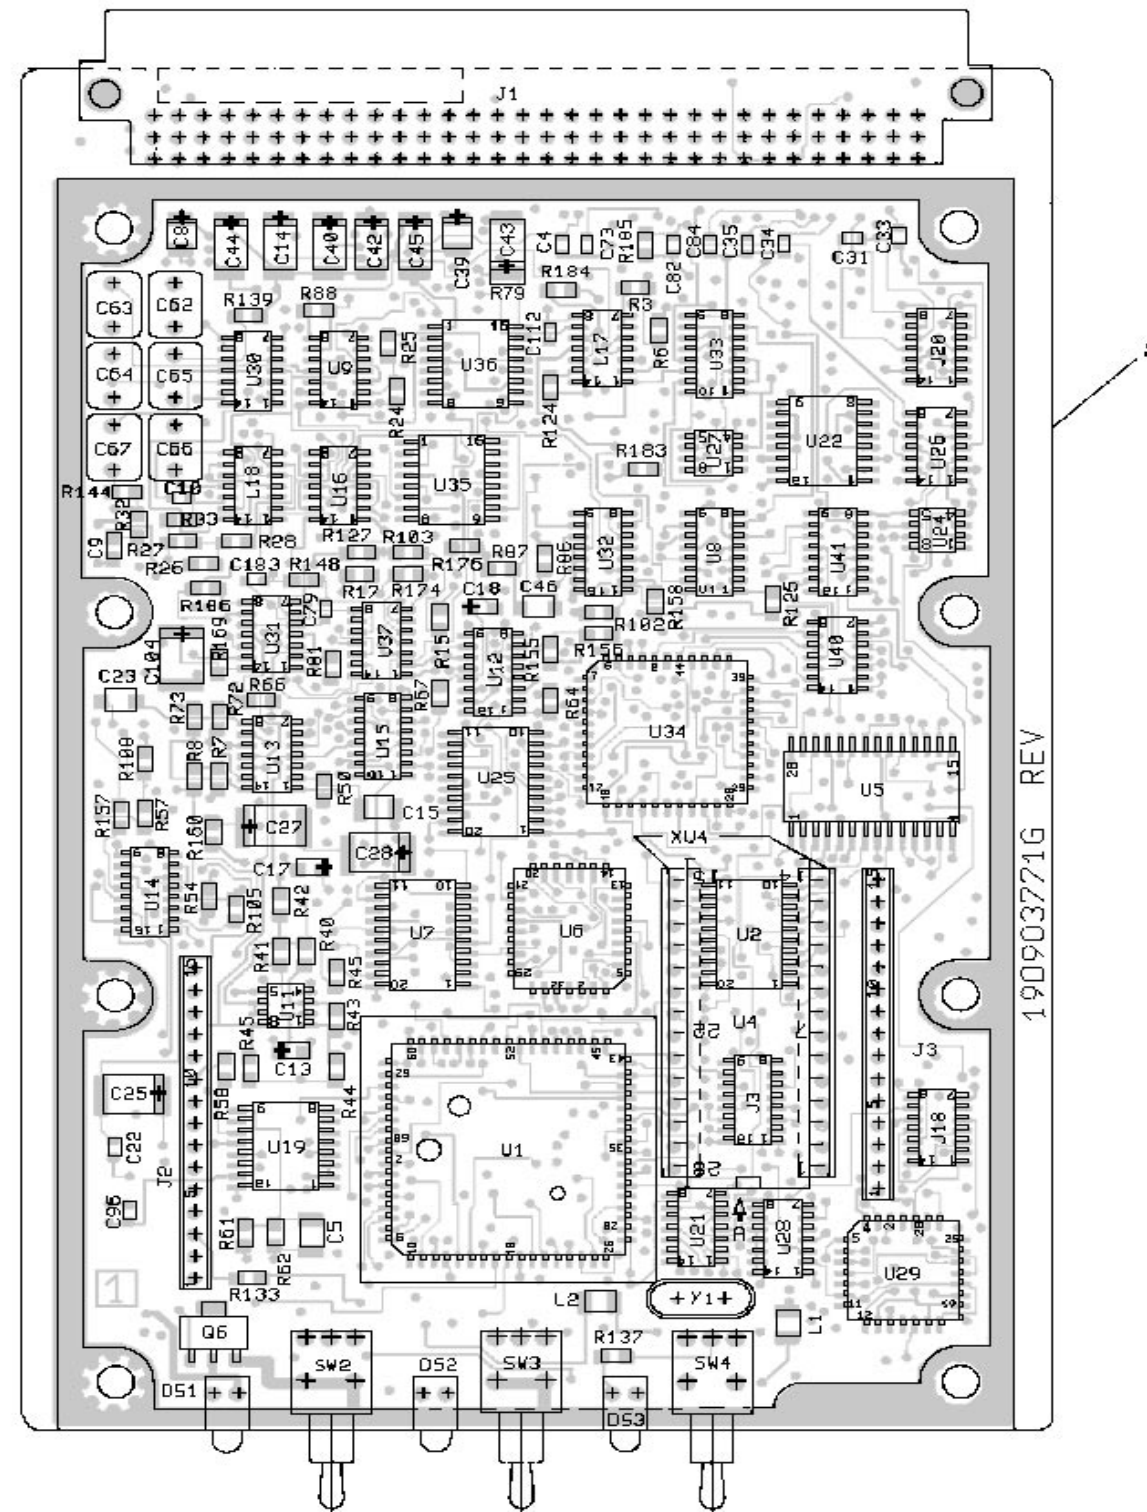 J1
C8 C44 C14 C40 C42 C45 C39 C43 C4 C73 R185 C82 C84 C35 C34 C31 C33
R79 R184 R3
C63 C62 R139 R88
C64 C65 U30 U9 R25 R24 U36 C112 R124 U17 R6 U33 J20
C67 C66 U22
R183 U27 U26
R144 C10 U18 U16 U35
R32 R33
C9 R27 R28 R127 R103 R176 R87 R86 U32 U8 U41 U24
R26 C183 R148 R17 R174 C18 C46
R106 U31 C79 U37 R15 U12 R155 R102 R158 R125
R156 U40
C104 R169 R81
C23 R73 R72 R66 R67 R64 U34
R108 R8 R7 U13 U15 U25 U5
R50
R157 R57 R160 C27 C15 XU4
C17 C28
U14 R54 R105 R42 U7 U6 U2
R41 R40 R45
U11 R43 U4
R45 C13 J3
C25 R58 R44 J3 J18
C22 U19 U1
J2
C96 R61 R62 C5 U21 A U28
U29
1 R133 L2 Y1 L1
Q6 R137
DS1 SW2 DS2 SW3 DS3 SW4
19D903771G REV